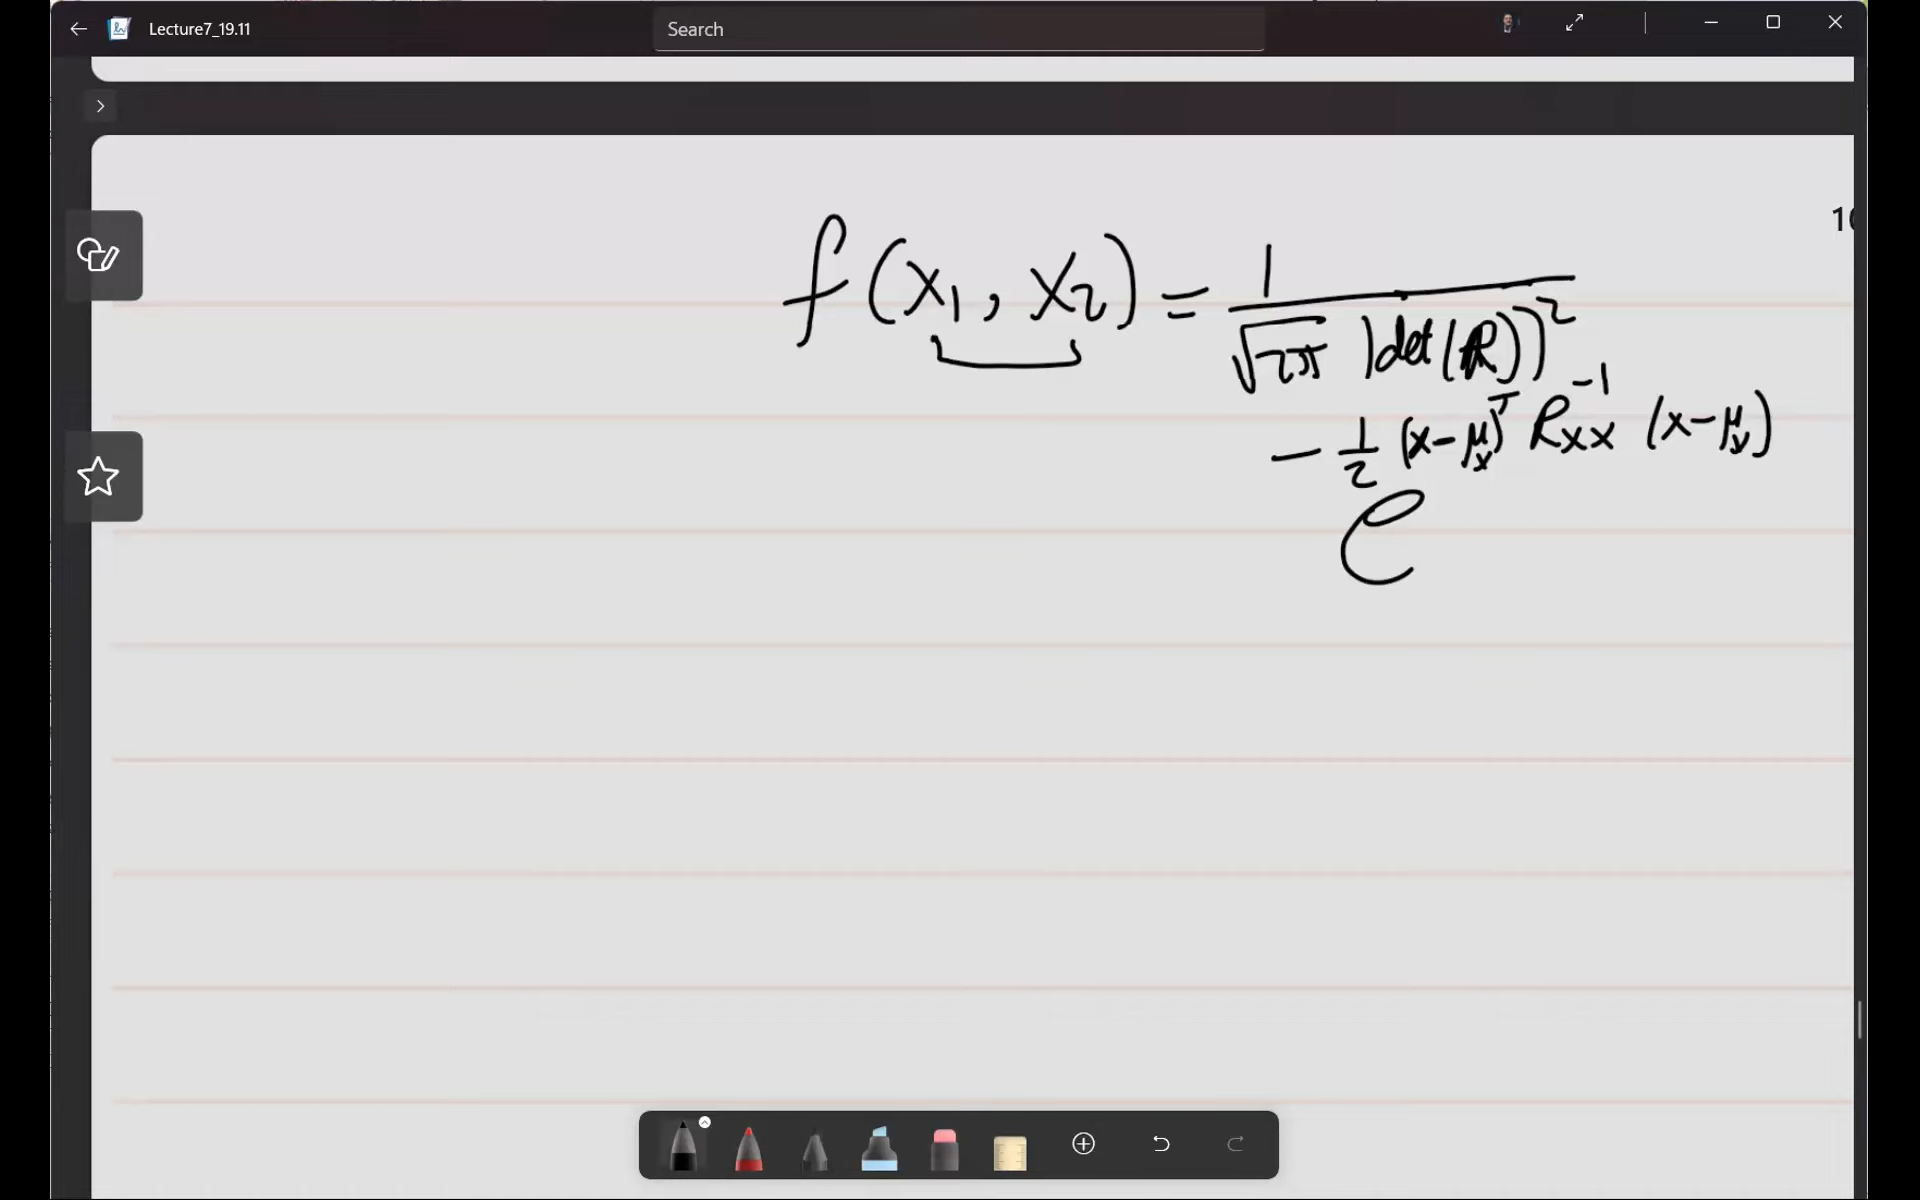 Lecture7_19.11
Search
f(x₁, x₂) = 1 / √2π |det(R)|²
e^(-1/2 (x-μₓ)ᵀ Rₓₓ⁻¹ (x-μₓ))